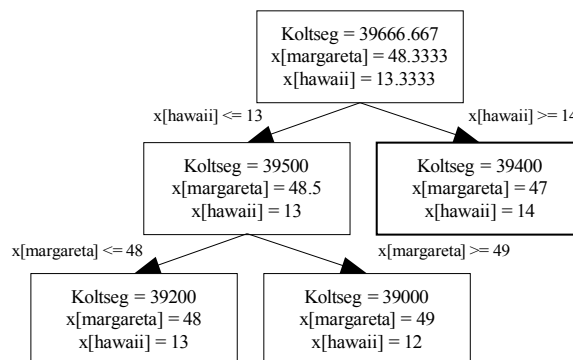 Koltseg = 39666.667
x[margareta] = 48.3333
x[hawaii] = 13.3333
x[hawaii] <= 13
x[hawaii] >= 14
Koltseg = 39500
x[margareta] = 48.5
x[hawaii] = 13
Koltseg = 39400
x[margareta] = 47
x[hawaii] = 14
x[margareta] <= 48
x[margareta] >= 49
Koltseg = 39200
x[margareta] = 48
x[hawaii] = 13
Koltseg = 39000
x[margareta] = 49
x[hawaii] = 12